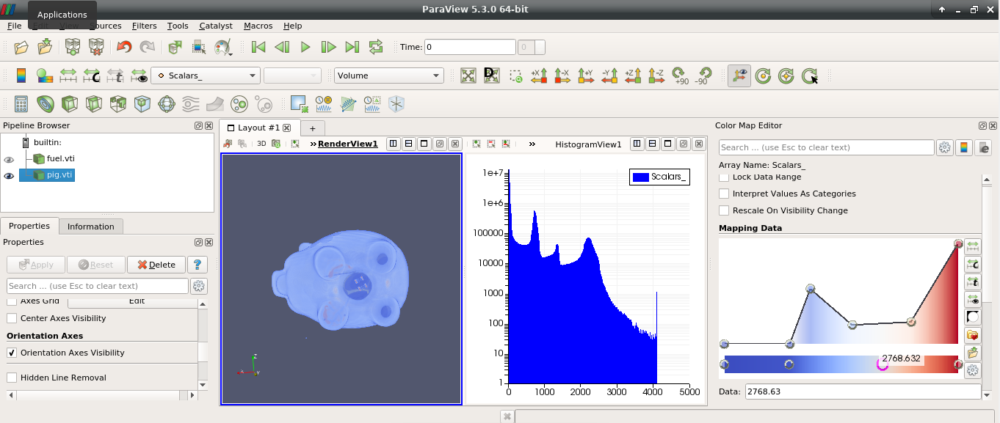 ParaView 5.3.0 64-bit
Applications
File Edit View Sources Filters Tools Catalyst Macros Help
Time: 0 0
C t Scalars_ Volume D +X -X +Y -Y +Z -Z +90 -90
Pipeline Browser
builtin:
fuel.vti
pig.vti
Properties Information
Properties
Apply Reset Delete ?
Search ... (use Esc to clear text)
Axes Grid Edit
Center Axes Visibility
Orientation Axes
Orientation Axes Visibility
Hidden Line Removal
Layout #1 +
3D »RenderView1
Z
Y
» HistogramView1
Scalars_
1e+7
1e+6
100000
10000
1000
100
10
1
0 1000 2000 3000 4000 5000
Color Map Editor
Search ... (use Esc to clear text)
Array Name: Scalars_
Lock Data Range
Interpret Values As Categories
Rescale On Visibility Change
Mapping Data
2768.632
Data: 2768.63